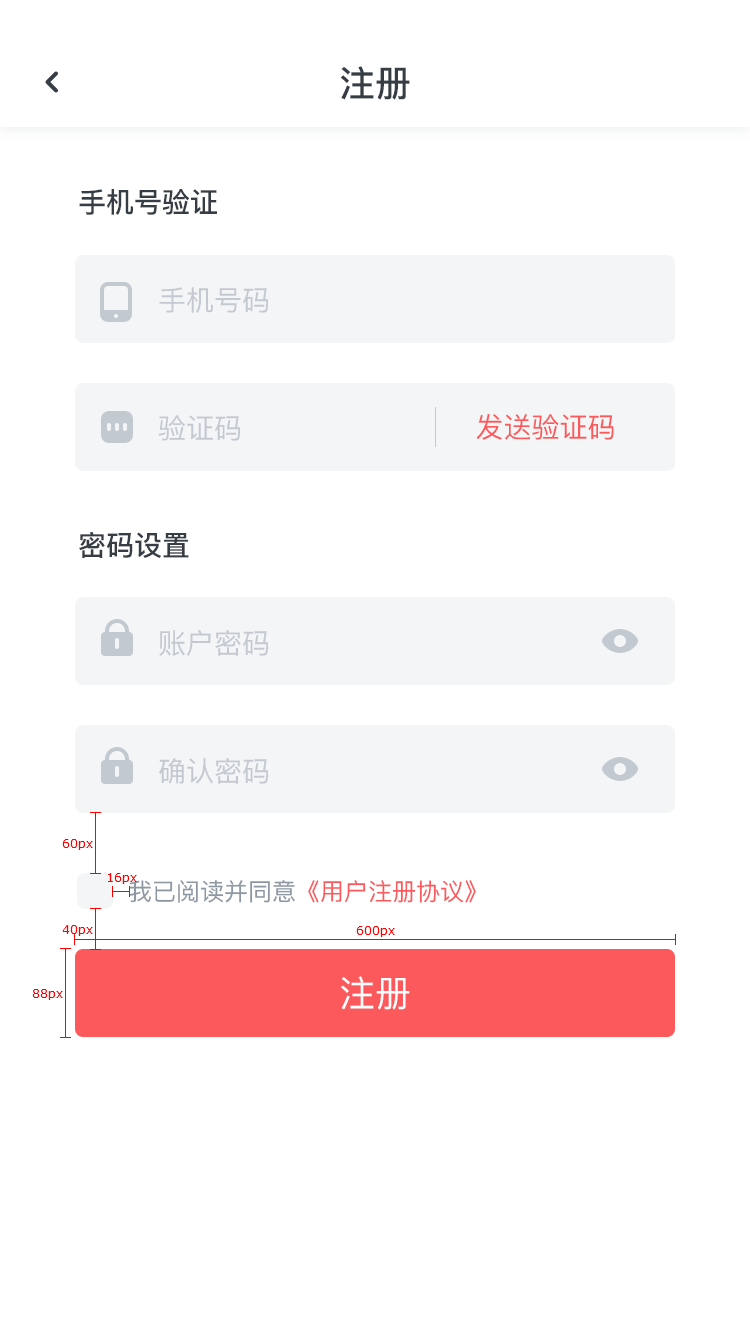 注册
手机号验证
手机号码
验证码 发送验证码
密码设置
账户密码
确认密码
60px
16px
我已阅读并同意《用户注册协议》
40px
600px
88px
注册